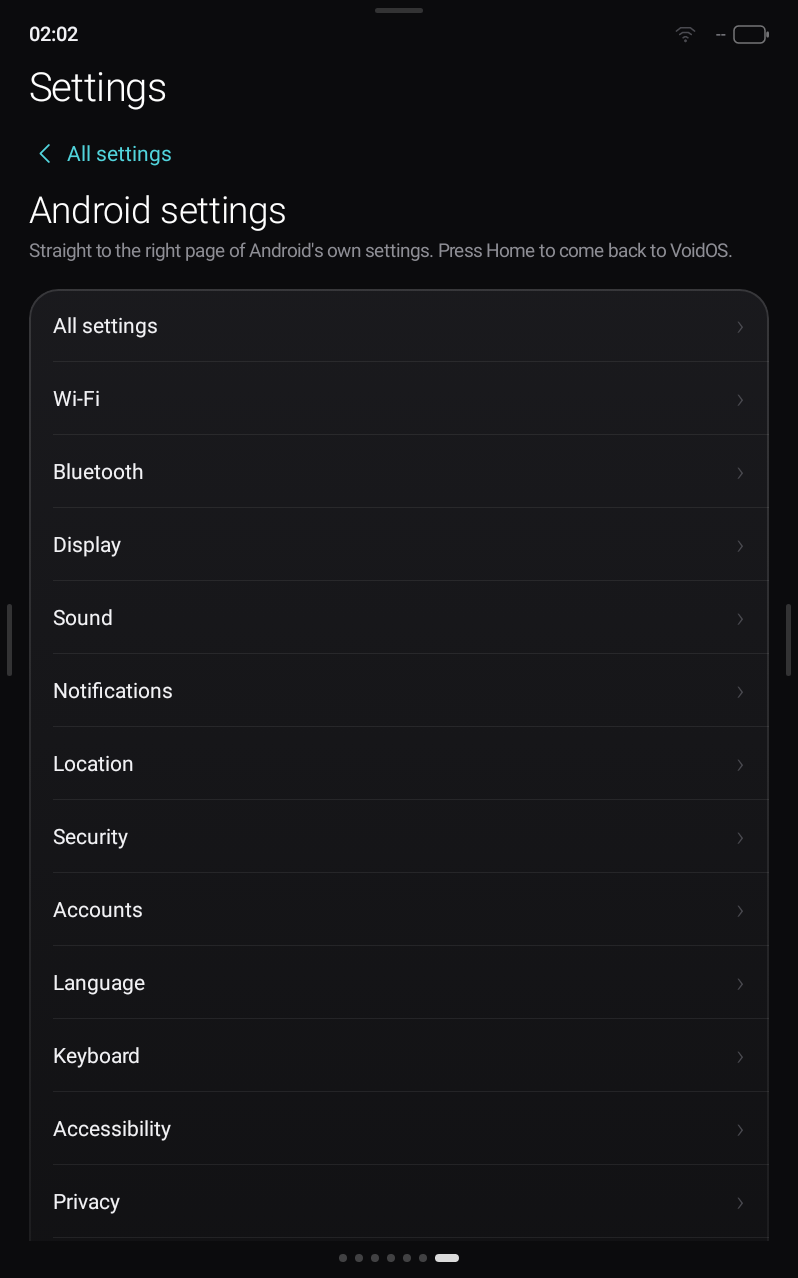 02:02
--
Settings
All settings
Android settings
Straight to the right page of Android's own settings. Press Home to come back to VoidOS.
All settings
Wi-Fi
Bluetooth
Display
Sound
Notifications
Location
Security
Accounts
Language
Keyboard
Accessibility
Privacy